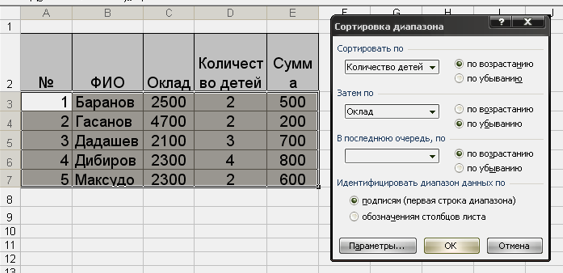 A B C D E F G H I J
1
2 № ФИО Оклад Количест во детей Сумм а
3 1 Баранов 2500 2 500
4 2 Гасанов 4700 2 200
5 3 Дадашев 2100 3 700
6 4 Дибиров 2300 4 800
7 5 Максудо 2300 2 600
8
9
10
11
12
13
Сортировка диапазона
Сортировать по
Количество детей
по возрастанию
по убыванию
Затем по
Оклад
по возрастанию
по убыванию
В последнюю очередь, по
по возрастанию
по убыванию
Идентифицировать диапазон данных по
подписям (первая строка диапазона)
обозначениям столбцов листа
Параметры... ОК Отмена